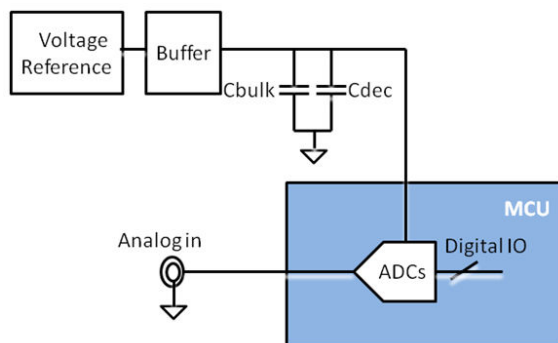 Voltage
Reference
Buffer
Cbulk
Cdec
MCU
Analog in
Digital IO
ADCs